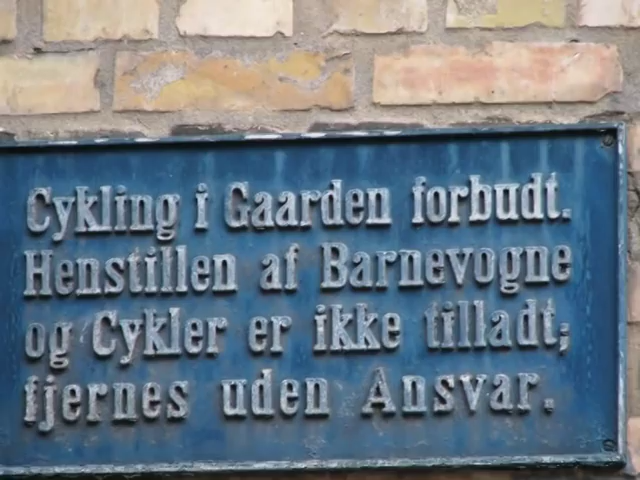 Cykling i Gaarden forbudt.
Henstillen af Barnevogne
og Cykler er ikke tilladt;
fjernes uden Ansvar.